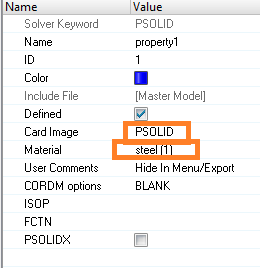 Name Value
Solver Keyword PSOLID
Name property1
ID 1
Color
Include File [Master Model]
Defined
Card Image PSOLID
Material steel (1)
User Comments Hide In Menu/Export
CORDM options BLANK
ISOP
FCTN
PSOLIDX